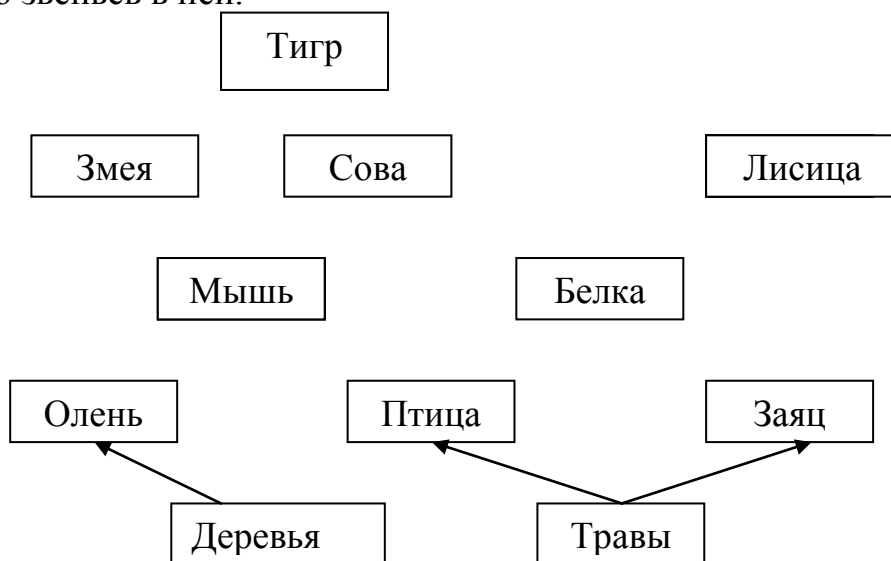 звеньев в ней.
Тигр
Змея Сова Лисица
Мышь Белка
Олень Птица Заяц
Деревья Травы